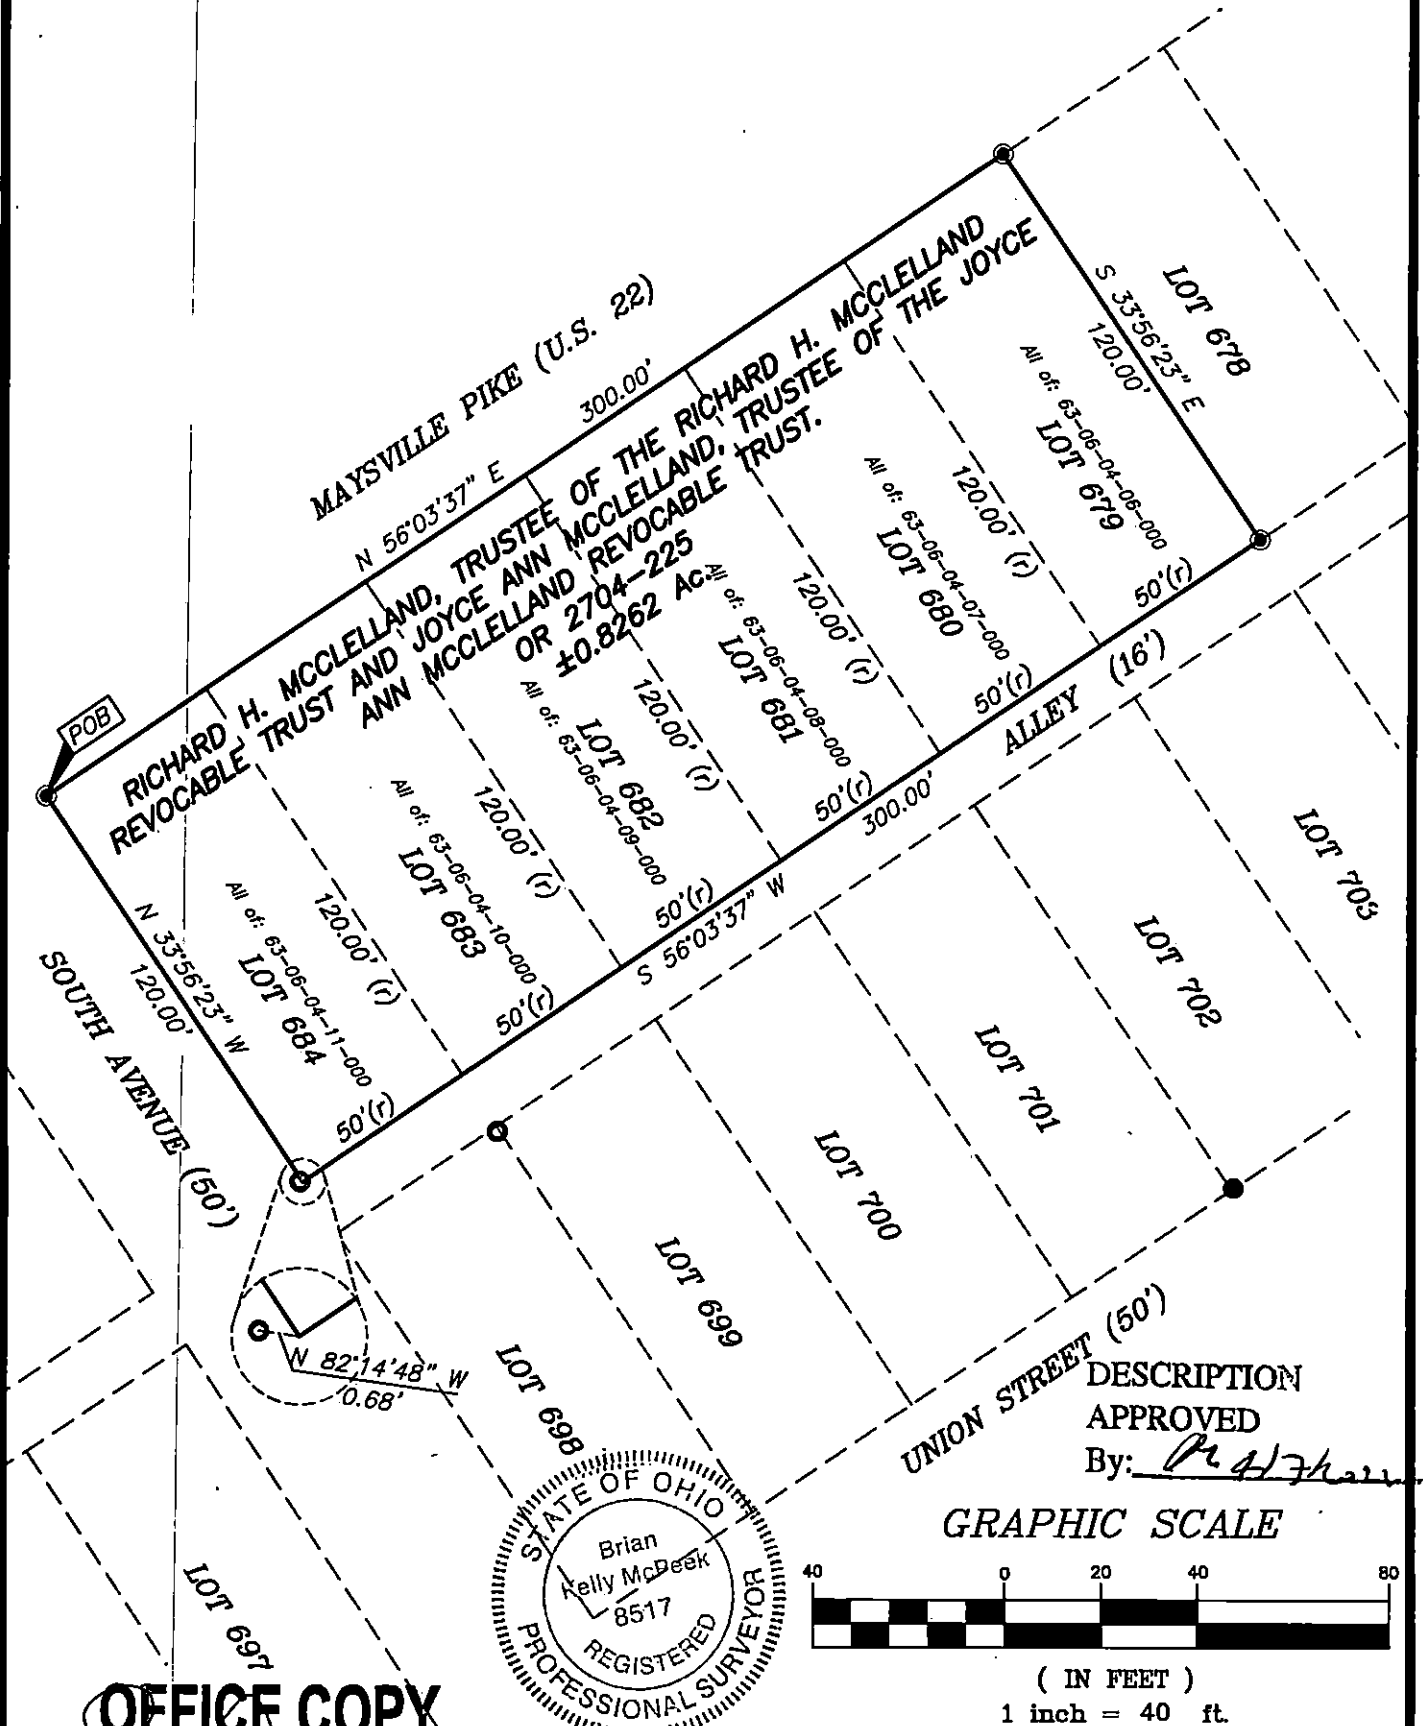 MAYSVILLE PIKE (U.S. 22)
N 56°03'37" E
300.00'
POB
RICHARD H. MCCLELLAND, TRUSTEE OF THE RICHARD H. MCCLELLAND
REVOCABLE TRUST AND JOYCE ANN MCCLELLAND, TRUSTEE OF THE JOYCE
ANN MCCLELLAND REVOCABLE TRUST.
OR 2704-225
±0.8262 Ac.
LOT 678
S 33°56'23" E
120.00'
All of: 63-06-04-06-000
LOT 679
50'(r)
120.00' (r)
All of: 63-06-04-07-000
LOT 680
50'(r)
120.00' (r)
All of: 63-06-04-08-000
LOT 681
50'(r)
120.00' (r)
LOT 682
All of: 63-06-04-09-000
50'(r)
120.00' (r)
All of: 63-06-04-10-000
LOT 683
50'(r)
120.00' (r)
All of: 63-06-04-11-000
LOT 684
50'(r)
N 33°56'23" W
120.00'
SOUTH AVENUE (50')
S 56°03'37" W
300.00'
ALLEY (16')
LOT 703
LOT 702
LOT 701
LOT 700
LOT 699
LOT 698
LOT 697
N 82°14'48" W
0.68'
UNION STREET (50')
DESCRIPTION
APPROVED
By:
STATE OF OHIO
Brian
Kelly McPeek
8517
REGISTERED
PROFESSIONAL SURVEYOR
GRAPHIC SCALE
40 0 20 40 80
( IN FEET )
1 inch = 40 ft.
OFFICE COPY